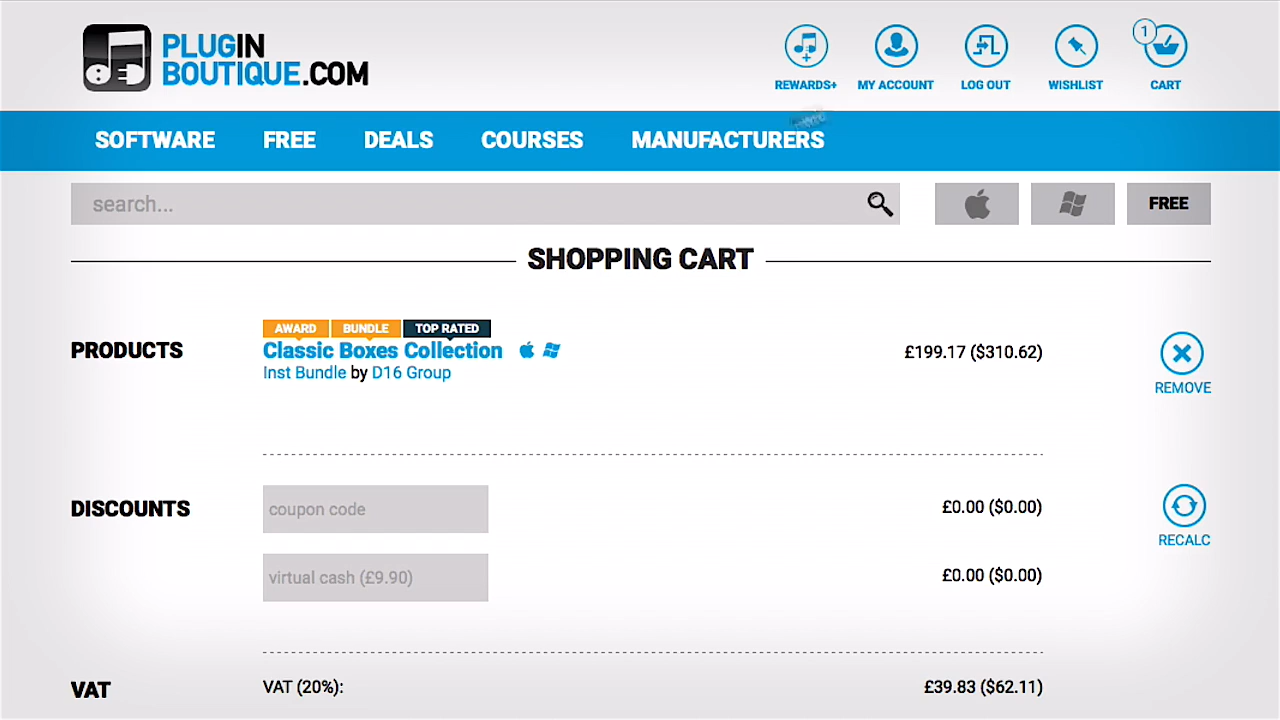 PLUGIN
BOUTIQUE.COM
REWARDS+ MY ACCOUNT LOG OUT WISHLIST 1 CART
SOFTWARE FREE DEALS COURSES MANUFACTURERS
search... FREE
SHOPPING CART
AWARD BUNDLE TOP RATED
PRODUCTS Classic Boxes Collection £199.17 ($310.62)
Inst Bundle by D16 Group
REMOVE
DISCOUNTS coupon code £0.00 ($0.00)
RECALC
virtual cash (£9.90) £0.00 ($0.00)
VAT VAT (20%): £39.83 ($62.11)